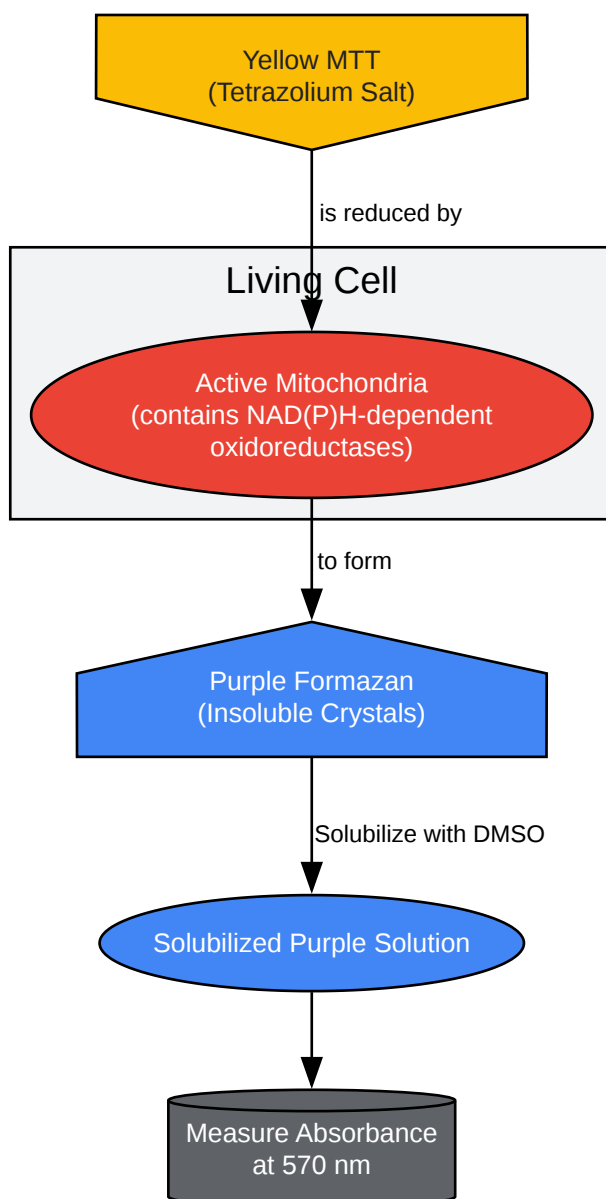 Yellow MTT
(Tetrazolium Salt)
is reduced by
Living Cell
Active Mitochondria
(contains NAD(P)H-dependent
oxidoreductases)
to form
Purple Formazan
(Insoluble Crystals)
Solubilize with DMSO
Solubilized Purple Solution
Measure Absorbance
at 570 nm